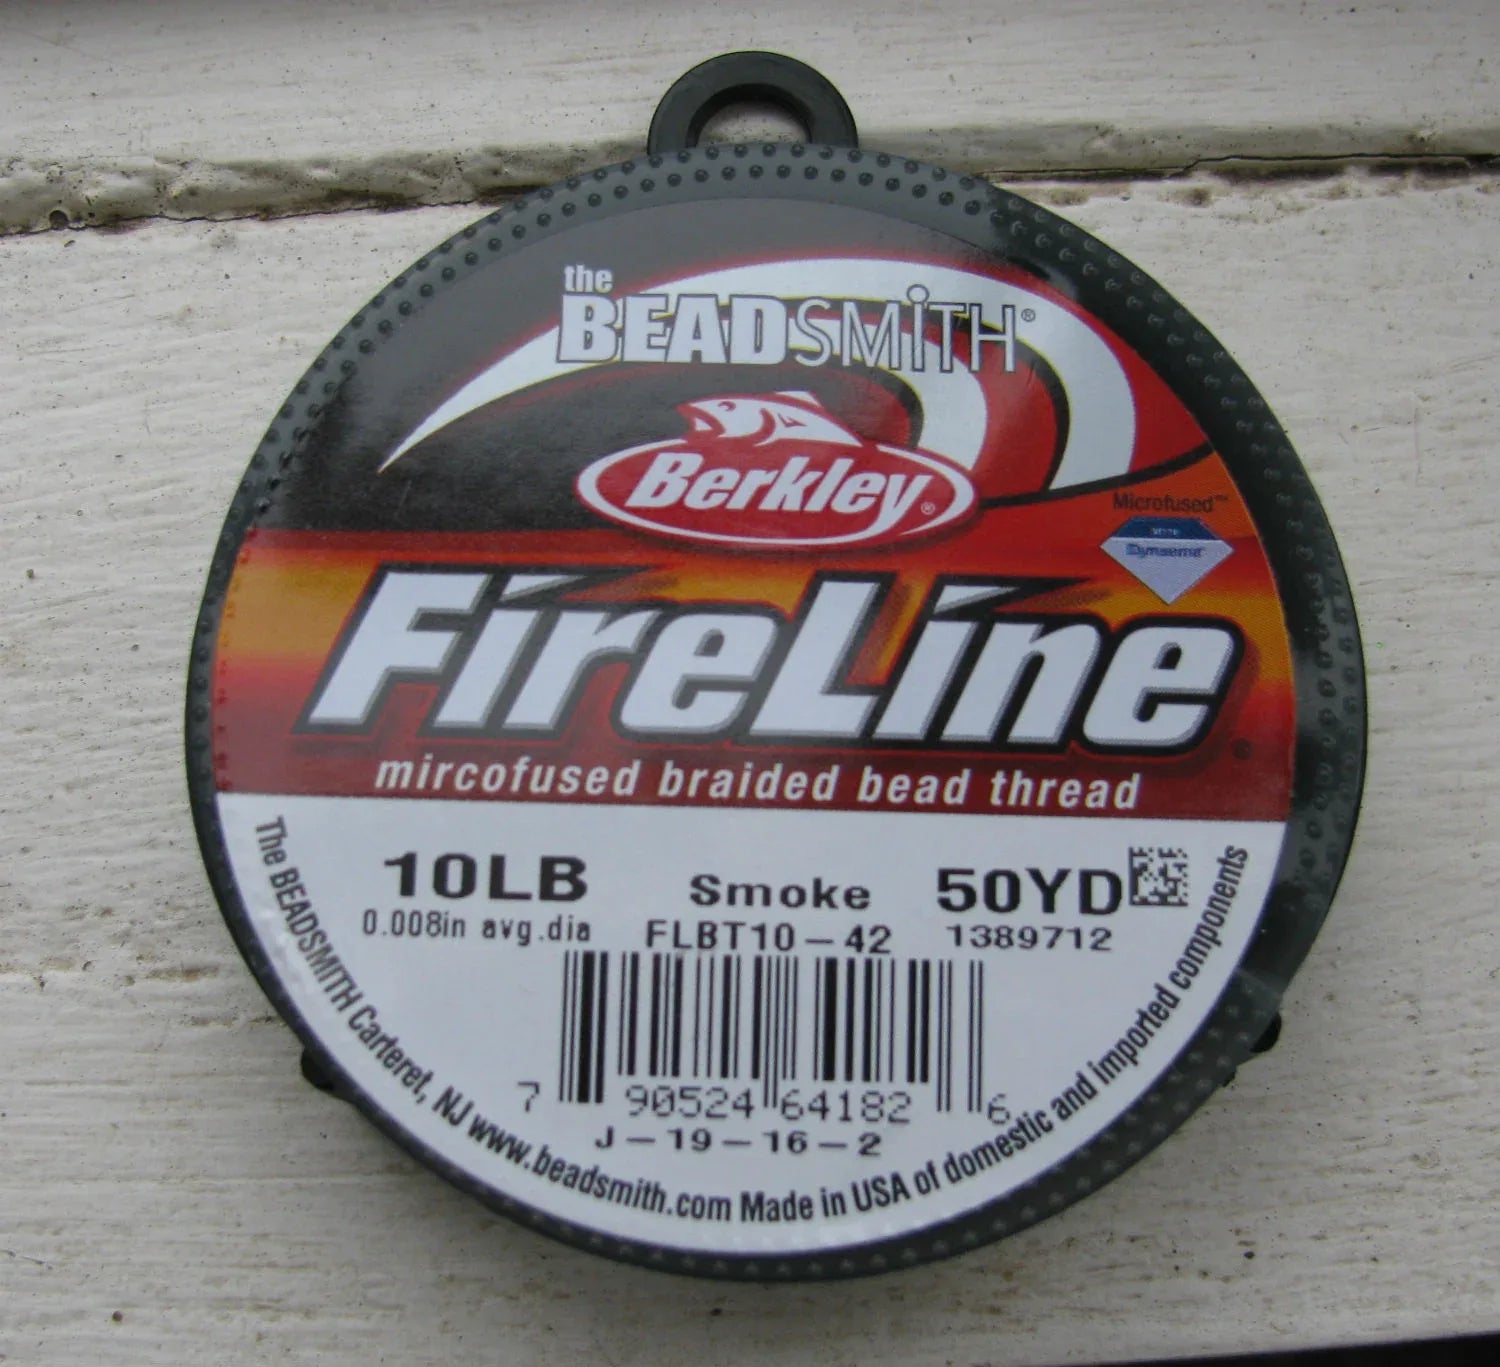 the
BEADSMiTH®
Berkley®
Microfused™
Dyneema
FireLine®
mircofused braided bead thread
10LB
0.008in avg.dia
Smoke
FLBT10-42
50YD
1389712
7 90524 64182 6
J-19-16-2
The BEADSMITH Carteret, NJ www.beadsmith.com Made in USA of domestic and imported components